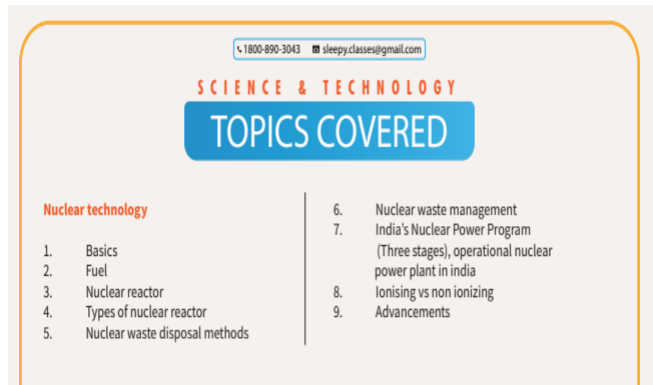 1800-890-3043 sleepy.classes@gmail.com
SCIENCE & TECHNOLOGY
TOPICS COVERED
Nuclear technology
1. Basics
2. Fuel
3. Nuclear reactor
4. Types of nuclear reactor
5. Nuclear waste disposal methods
6. Nuclear waste management
7. India's Nuclear Power Program
(Three stages), operational nuclear
power plant in india
8. Ionising vs non ionizing
9. Advancements